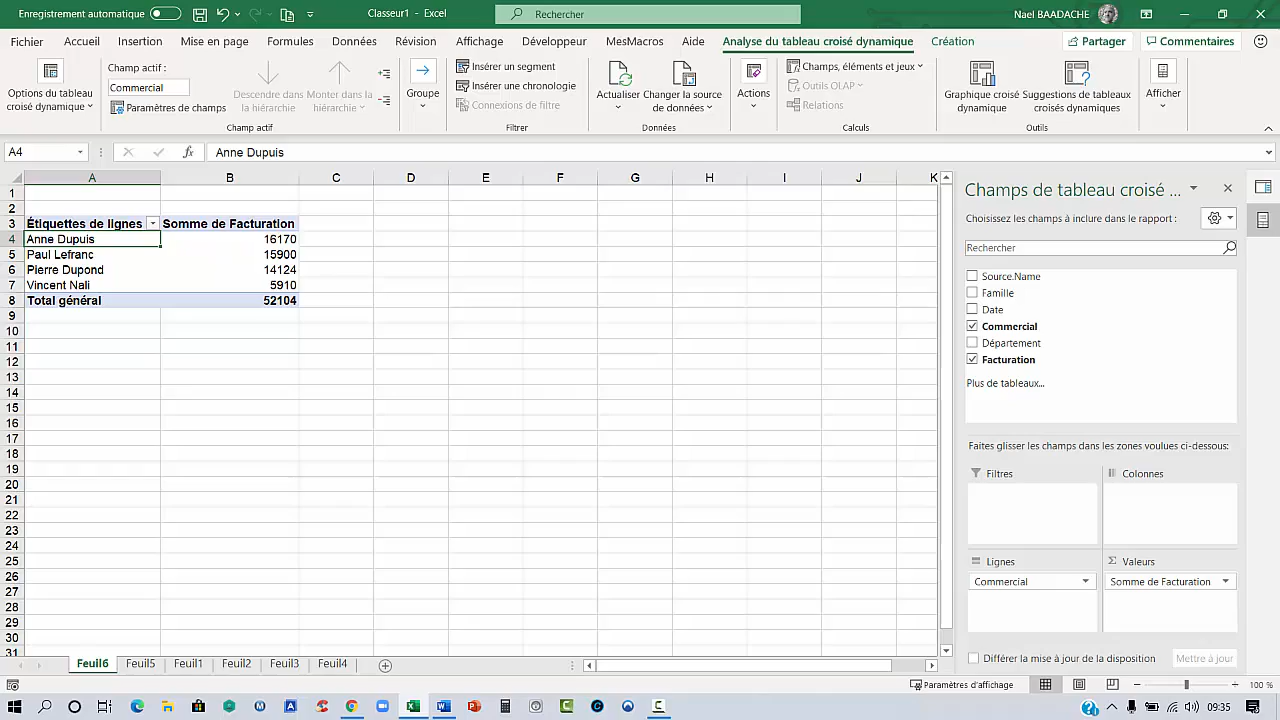 Enregistrement automatique
Classeur1 - Excel
Rechercher
Nael BAADACHE
Fichier Accueil Insertion Mise en page Formules Données Révision Affichage Développeur MesMacros Aide Analyse du tableau croisé dynamique Création Partager Commentaires
Options du tableau
croisé dynamique
Champ actif :
Commercial
Paramètres de champs
Descendre dans
la hiérarchie
Monter dans la
hiérarchie
Champ actif
Groupe
Insérer un segment
Insérer une chronologie
Connexions de filtre
Filtrer
Actualiser
Changer la source
de données
Données
Actions
Champs, éléments et jeux
Outils OLAP
Relations
Calculs
Graphique croisé
dynamique
Suggestions de tableaux
croisés dynamiques
Outils
Afficher
A4
fx
Anne Dupuis
A B C D E F G H I J K
1
2
3 Étiquettes de lignes Somme de Facturation
4 Anne Dupuis 16170
5 Paul Lefranc 15900
6 Pierre Dupond 14124
7 Vincent Nali 5910
8 Total général 52104
9
10
11
12
13
14
15
16
17
18
19
20
21
22
23
24
25
26
27
28
29
30
31
Champs de tableau croisé ...
Choisissez les champs à inclure dans le rapport :
Rechercher
Source.Name
Famille
Date
Commercial
Département
Facturation
Plus de tableaux...
Faites glisser les champs dans les zones voulues ci-dessous:
Filtres
Colonnes
Lignes
Σ Valeurs
Commercial
Somme de Facturation
Différer la mise à jour de la disposition
Mettre à jour
Feuil6 Feuil5 Feuil1 Feuil2 Feuil3 Feuil4
Paramètres d'affichage
100 %
09:35